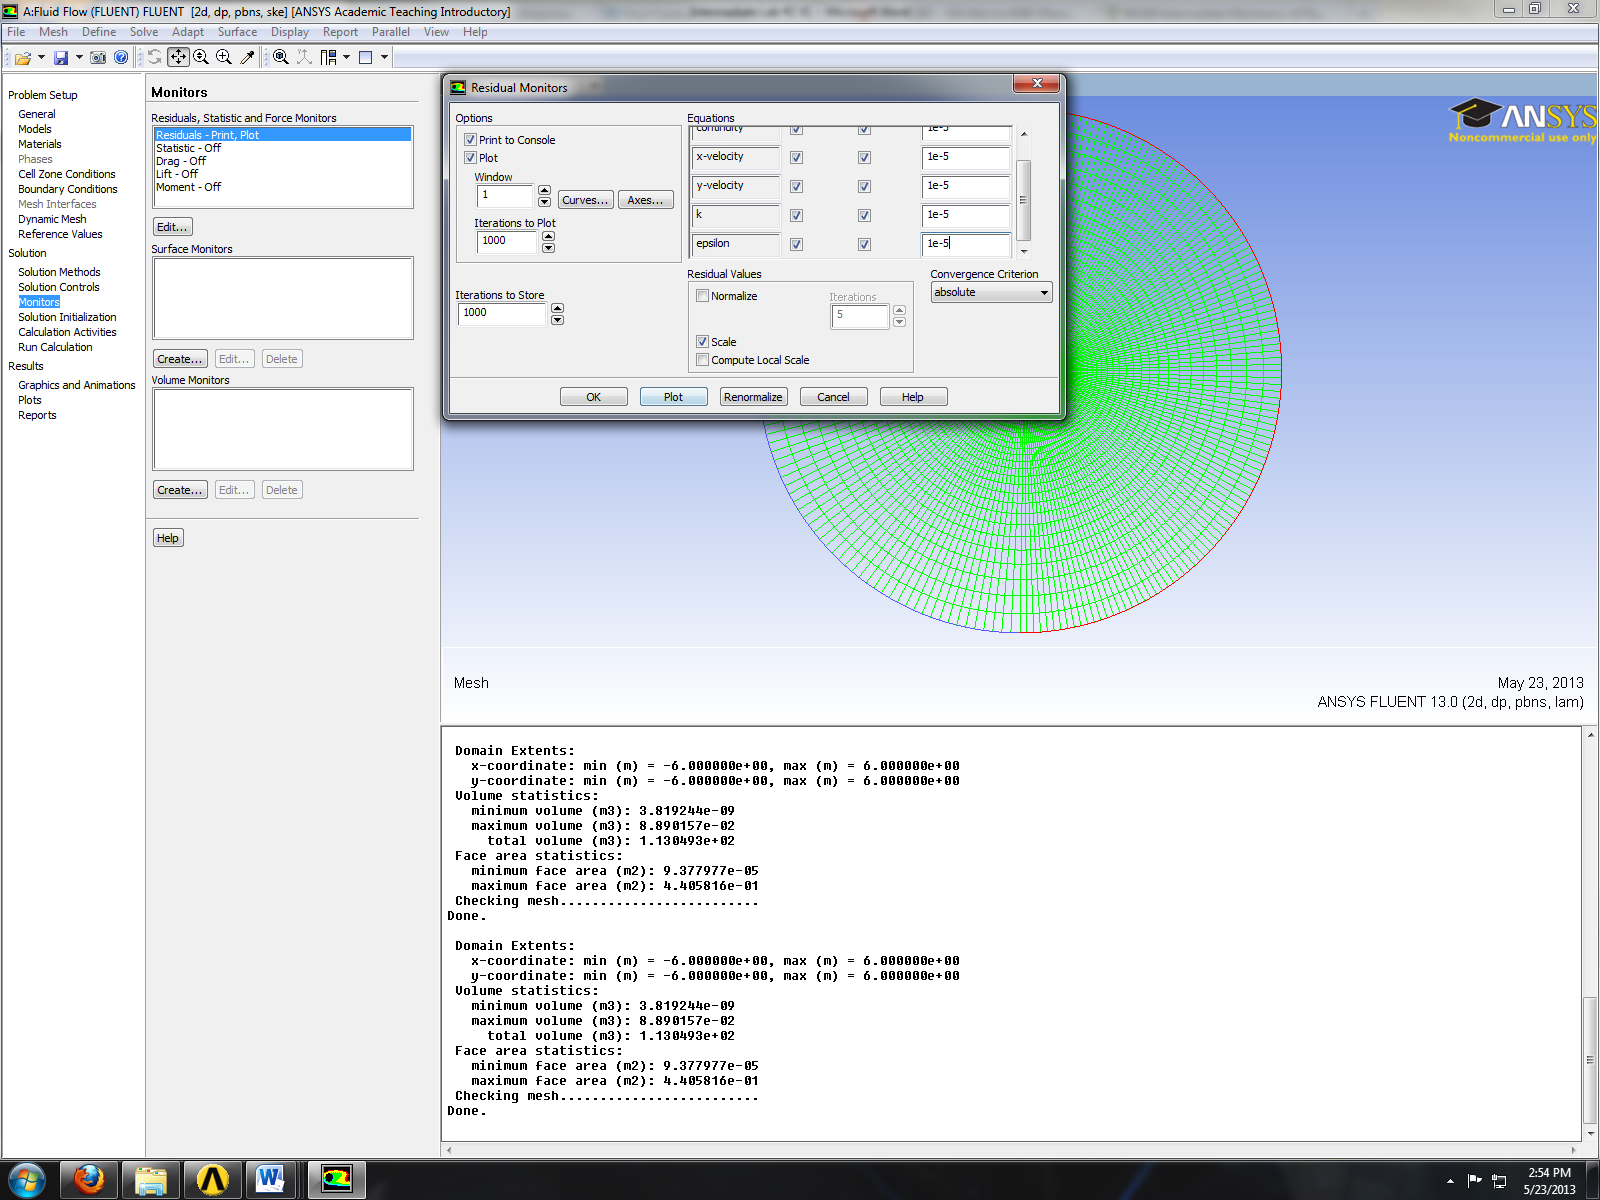 A:Fluid Flow (FLUENT) FLUENT [2d, dp, pbns, ske] [ANSYS Academic Teaching Introductory]
File Mesh Define Solve Adapt Surface Display Report Parallel View Help
Problem Setup
General
Models
Materials
Phases
Cell Zone Conditions
Boundary Conditions
Mesh Interfaces
Dynamic Mesh
Reference Values
Solution
Solution Methods
Solution Controls
Monitors
Solution Initialization
Calculation Activities
Run Calculation
Results
Graphics and Animations
Plots
Reports
Monitors
Residuals, Statistic and Force Monitors
Residuals - Print, Plot
Statistic - Off
Drag - Off
Lift - Off
Moment - Off
Edit...
Surface Monitors
Create... Edit... Delete
Volume Monitors
Create... Edit... Delete
Help
Residual Monitors
Options
Print to Console
Plot
Window
1
Curves... Axes...
Iterations to Plot
1000
Iterations to Store
1000
Equations
continuity 1e-5
x-velocity 1e-5
y-velocity 1e-5
k 1e-5
epsilon 1e-5
Residual Values
Normalize
Iterations
5
Scale
Compute Local Scale
Convergence Criterion
absolute
OK Plot Renormalize Cancel Help
ANSYS
Noncommercial use only
Mesh
May 23, 2013
ANSYS FLUENT 13.0 (2d, dp, pbns, lam)
Domain Extents:
x-coordinate: min (m) = -6.000000e+00, max (m) = 6.000000e+00
y-coordinate: min (m) = -6.000000e+00, max (m) = 6.000000e+00
Volume statistics:
minimum volume (m3): 3.819244e-09
maximum volume (m3): 8.890157e-02
total volume (m3): 1.130493e+02
Face area statistics:
minimum face area (m2): 9.377977e-05
maximum face area (m2): 4.405816e-01
Checking mesh.........................
Done.
Domain Extents:
x-coordinate: min (m) = -6.000000e+00, max (m) = 6.000000e+00
y-coordinate: min (m) = -6.000000e+00, max (m) = 6.000000e+00
Volume statistics:
minimum volume (m3): 3.819244e-09
maximum volume (m3): 8.890157e-02
total volume (m3): 1.130493e+02
Face area statistics:
minimum face area (m2): 9.377977e-05
maximum face area (m2): 4.405816e-01
Checking mesh.........................
Done.
2:54 PM
5/23/2013